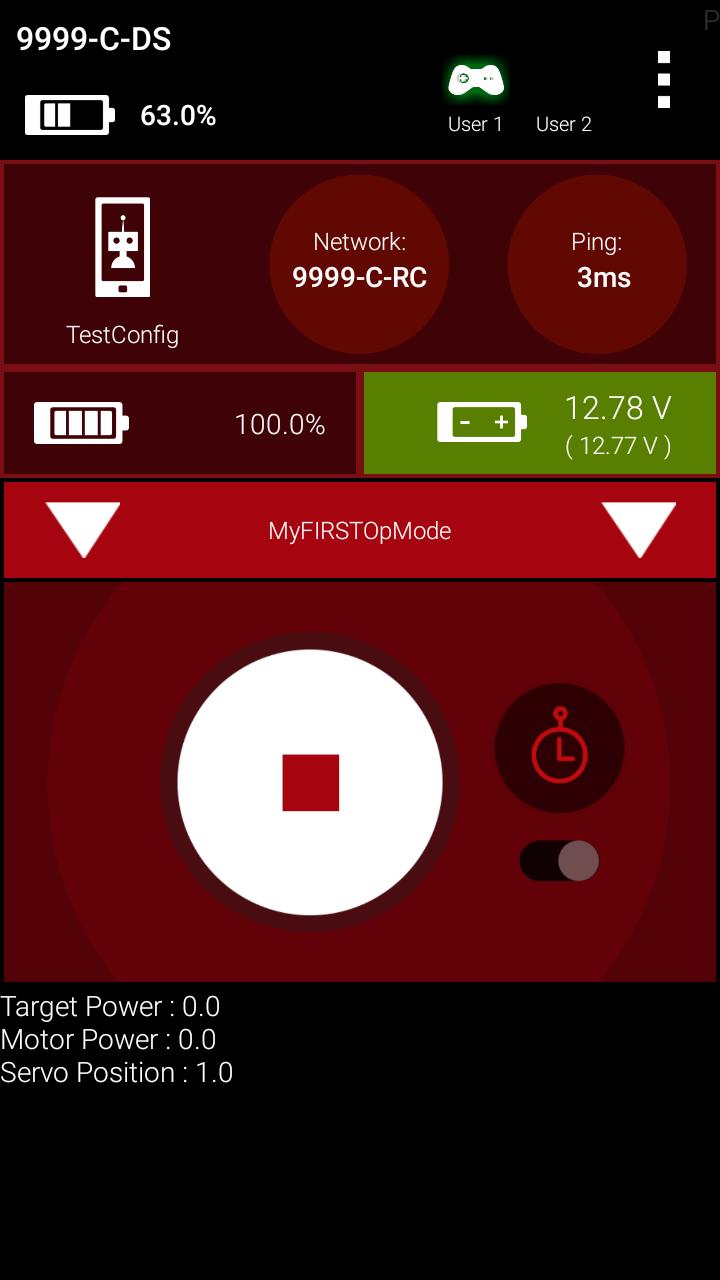 9999-C-DS
P
63.0%
User 1 User 2
Network:
9999-C-RC
Ping:
3ms
TestConfig
100.0%
12.78 V
( 12.77 V )
MyFIRSTOpMode
Target Power : 0.0
Motor Power : 0.0
Servo Position : 1.0